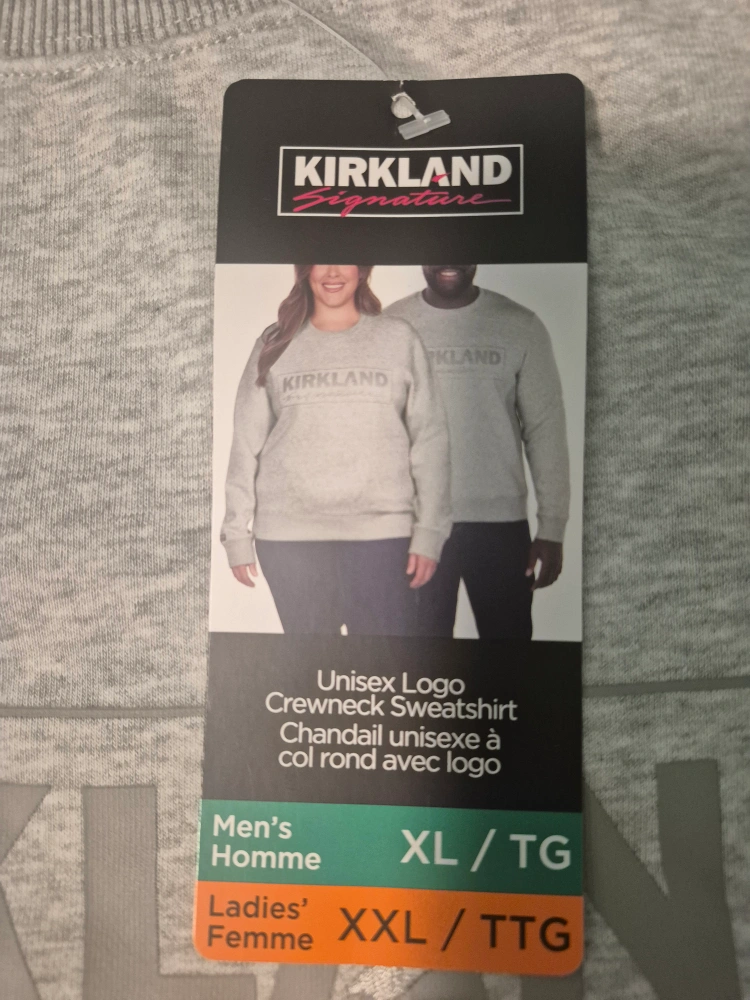 KIRKLAND
Signature
KIRKLAND
RKLAND
Unisex Logo
Crewneck Sweatshirt
Chandail unisexe à
col rond avec logo
Men's
Homme
XL / TG
Ladies'
Femme
XXL / TTG
KLAN